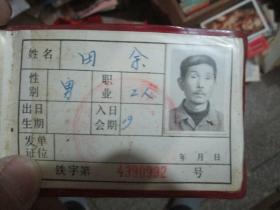 姓名 田余
性别 男 职业 工人
出生日期 入会日期
发证单位 年 月 日
铁字第 4390992 号